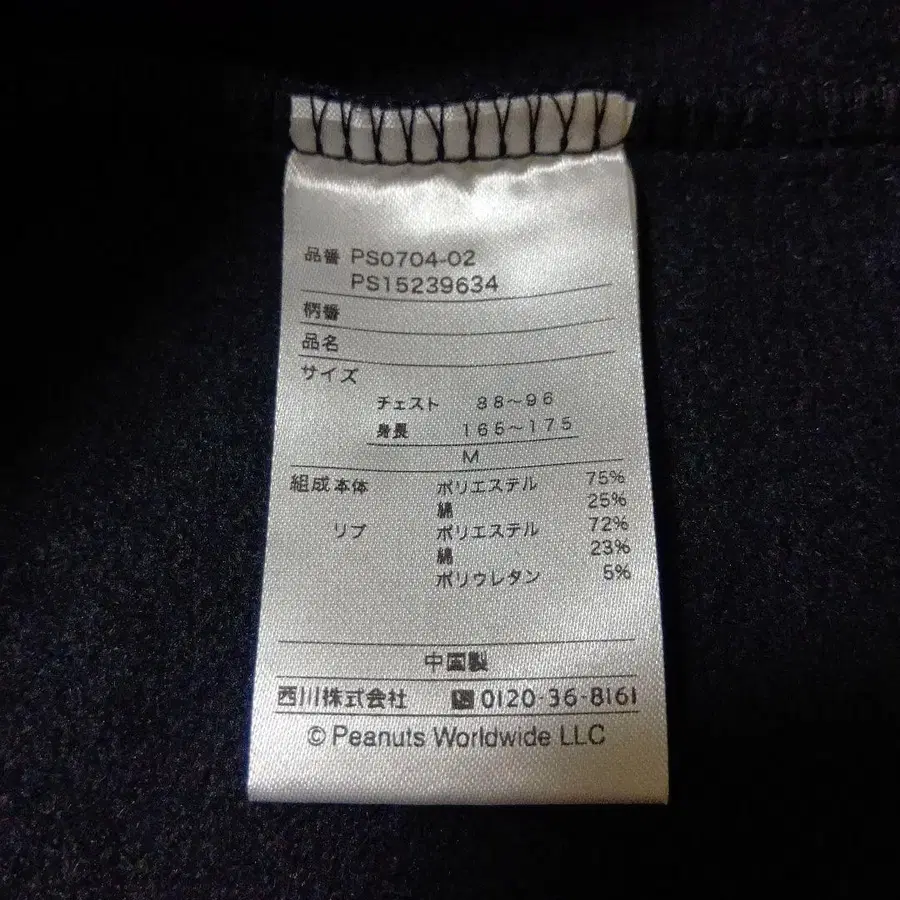 品番 PS0704-02
PS15239634
柄番
品名
サイズ
チェスト 88~96
身長 165~175
M
組成 本体 ポリエステル 75%
綿 25%
リブ ポリエステル 72%
綿 23%
ポリウレタン 5%
中国製
西川株式会社 0120-36-8161
© Peanuts Worldwide LLC